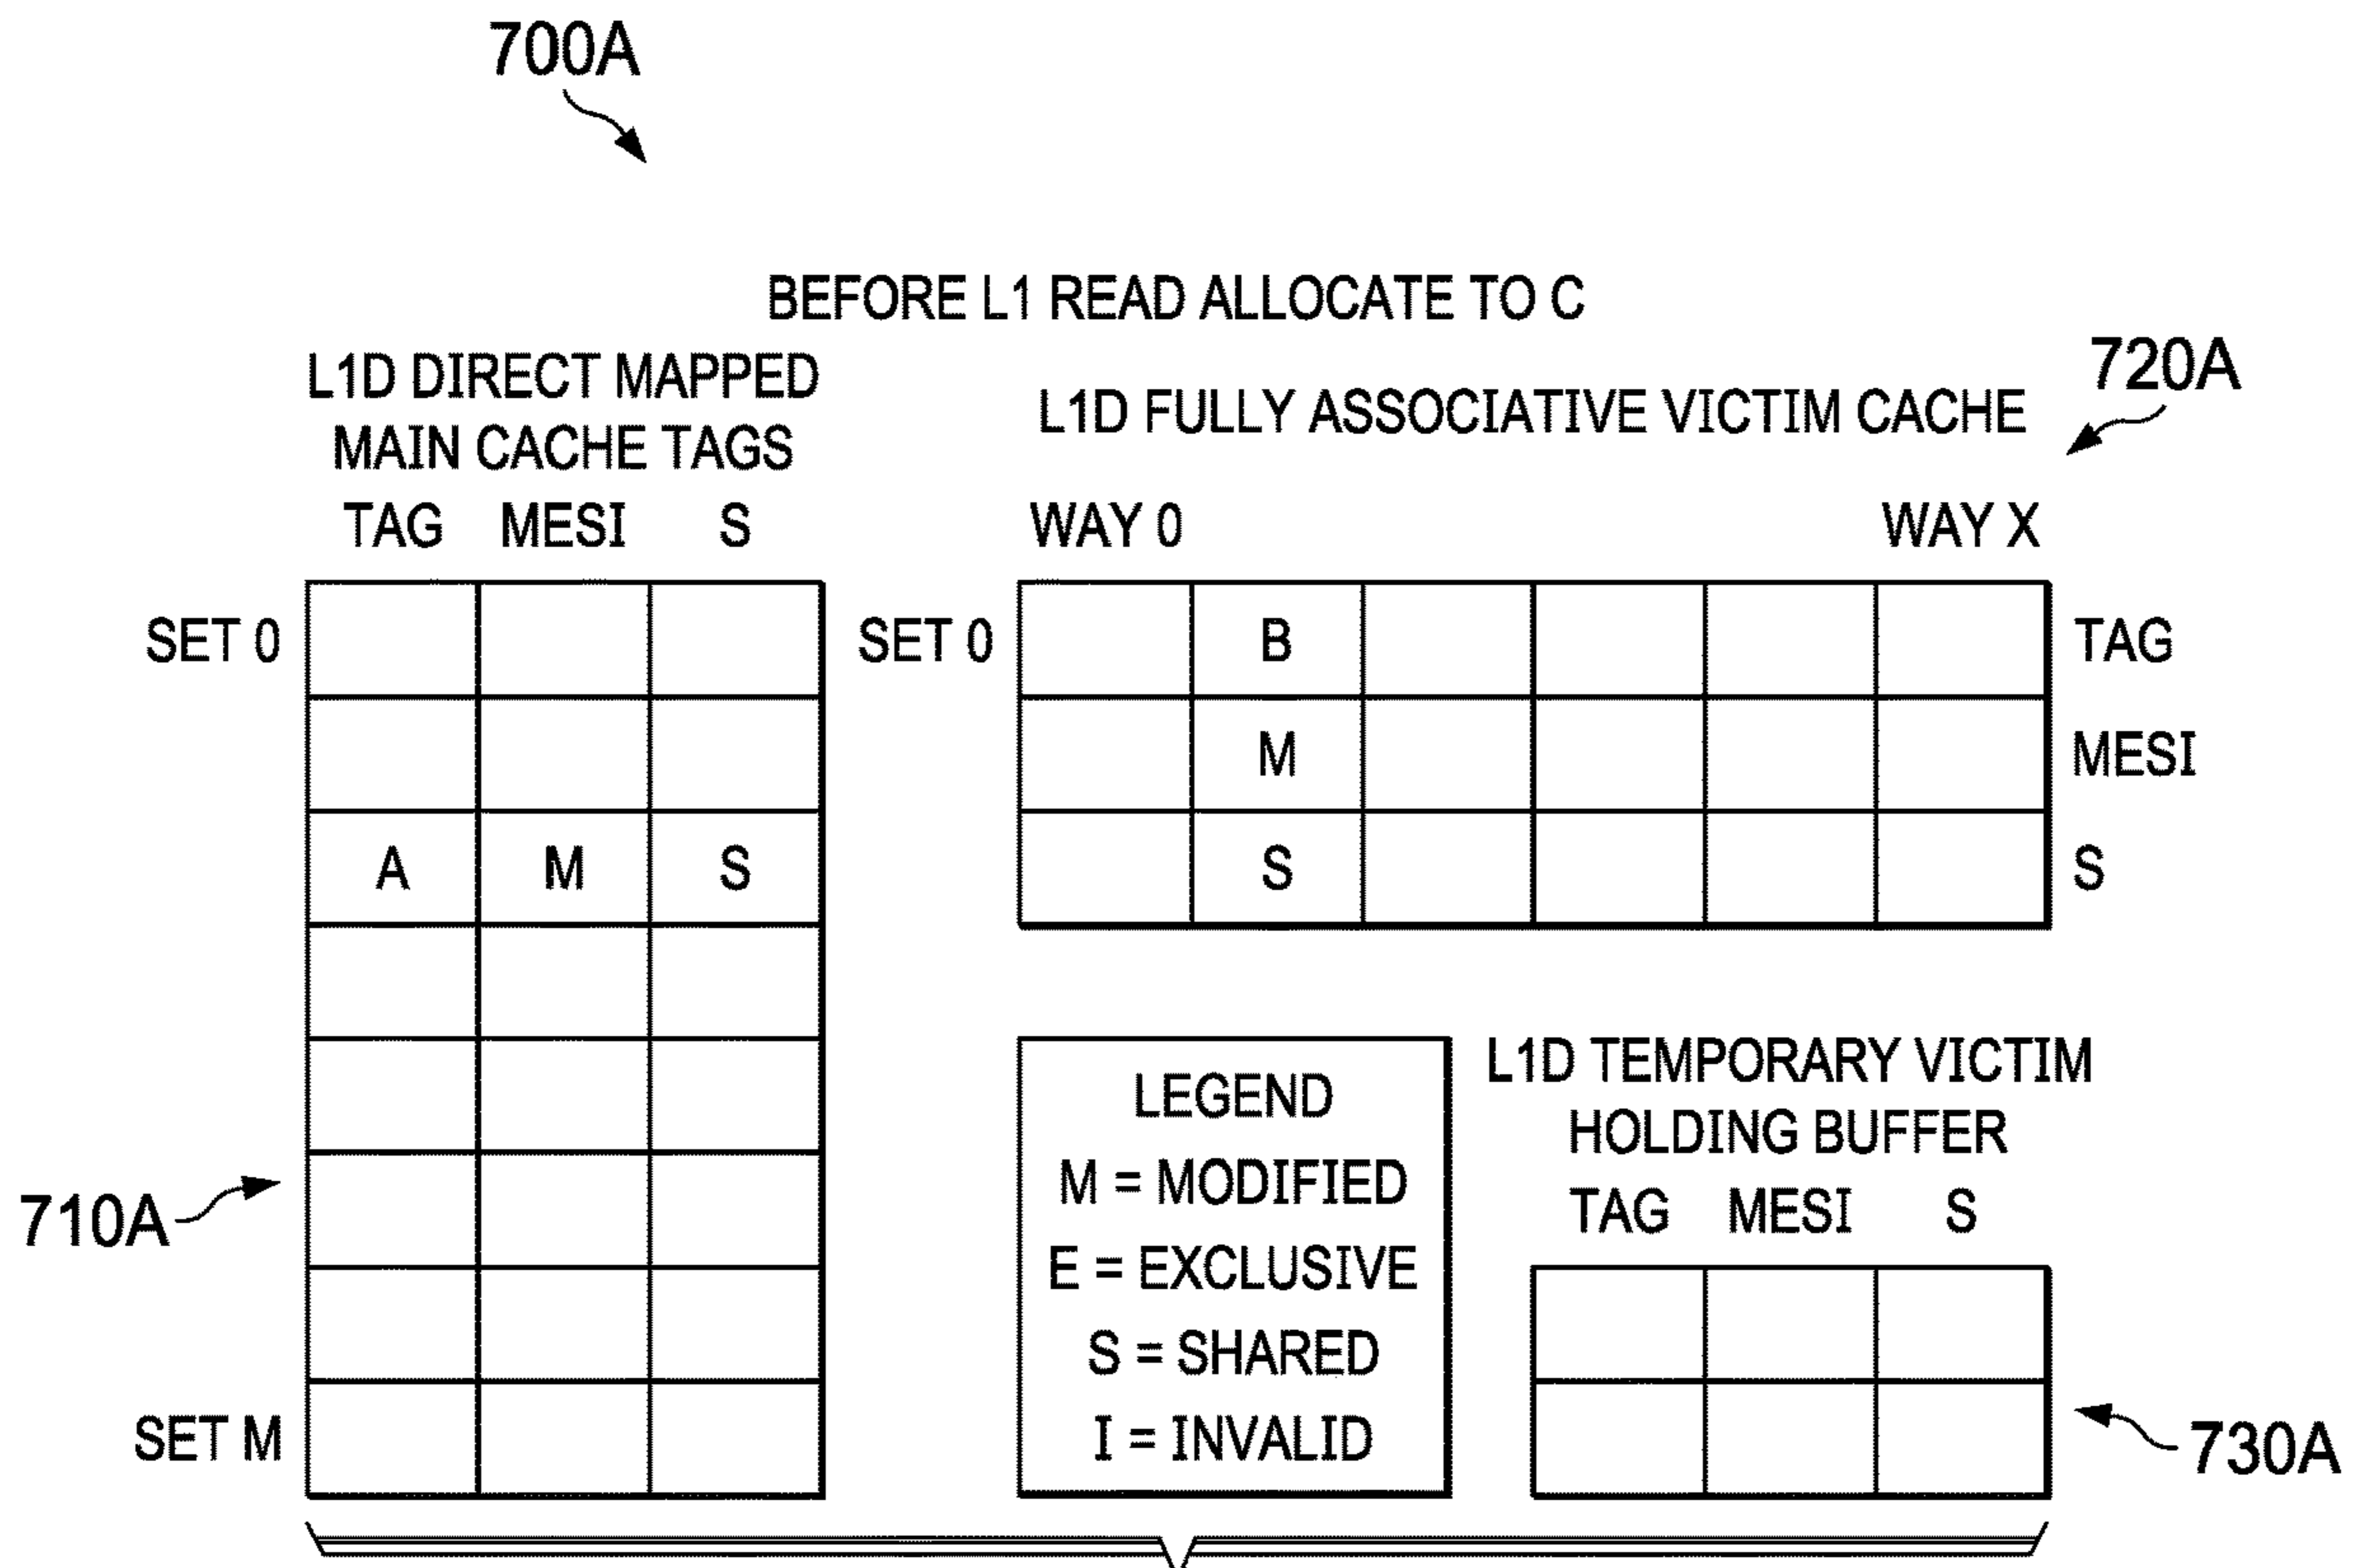 700A
BEFORE L1 READ ALLOCATE TO C
L1D DIRECT MAPPED
MAIN CACHE TAGS
TAG MESI S
720A
L1D FULLY ASSOCIATIVE VICTIM CACHE
WAY 0 WAY X
SET 0
A M S
SET M
710A
SET 0 B TAG
M MESI
S S
LEGEND
M = MODIFIED
E = EXCLUSIVE
S = SHARED
I = INVALID
L1D TEMPORARY VICTIM
HOLDING BUFFER
TAG MESI S
730A